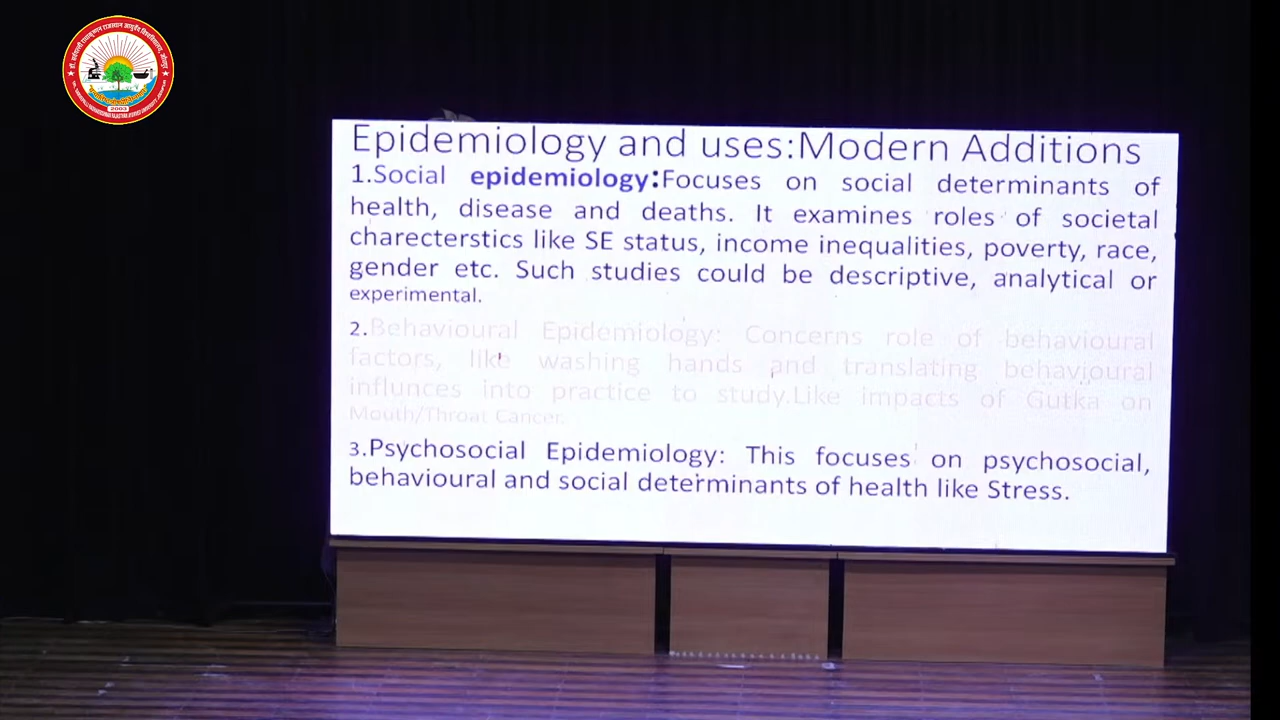 Epidemiology and uses:Modern Additions
1.Social epidemiology:Focuses on social determinants of
health, disease and deaths. It examines roles of societal
charecterstics like SE status, income inequalities, poverty, race,
gender etc. Such studies could be descriptive, analytical or
experimental.
2.Behavioural Epidemiology: Concerns role of behavioural
factors, like washing hands and translating behavioural
influnces into practice to study.Like impacts of Gutka on
Mouth/Throat Cancer.
3.Psychosocial Epidemiology: This focuses on psychosocial,
behavioural and social determinants of health like Stress.
2003